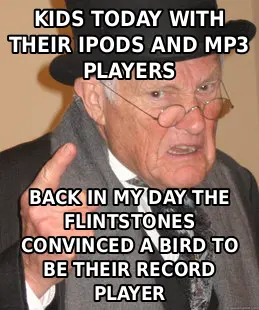 KIDS TODAY WITH
THEIR IPODS AND MP3
PLAYERS
BACK IN MY DAY THE
FLINTSTONES
CONVINCED A BIRD TO
BE THEIR RECORD
PLAYER